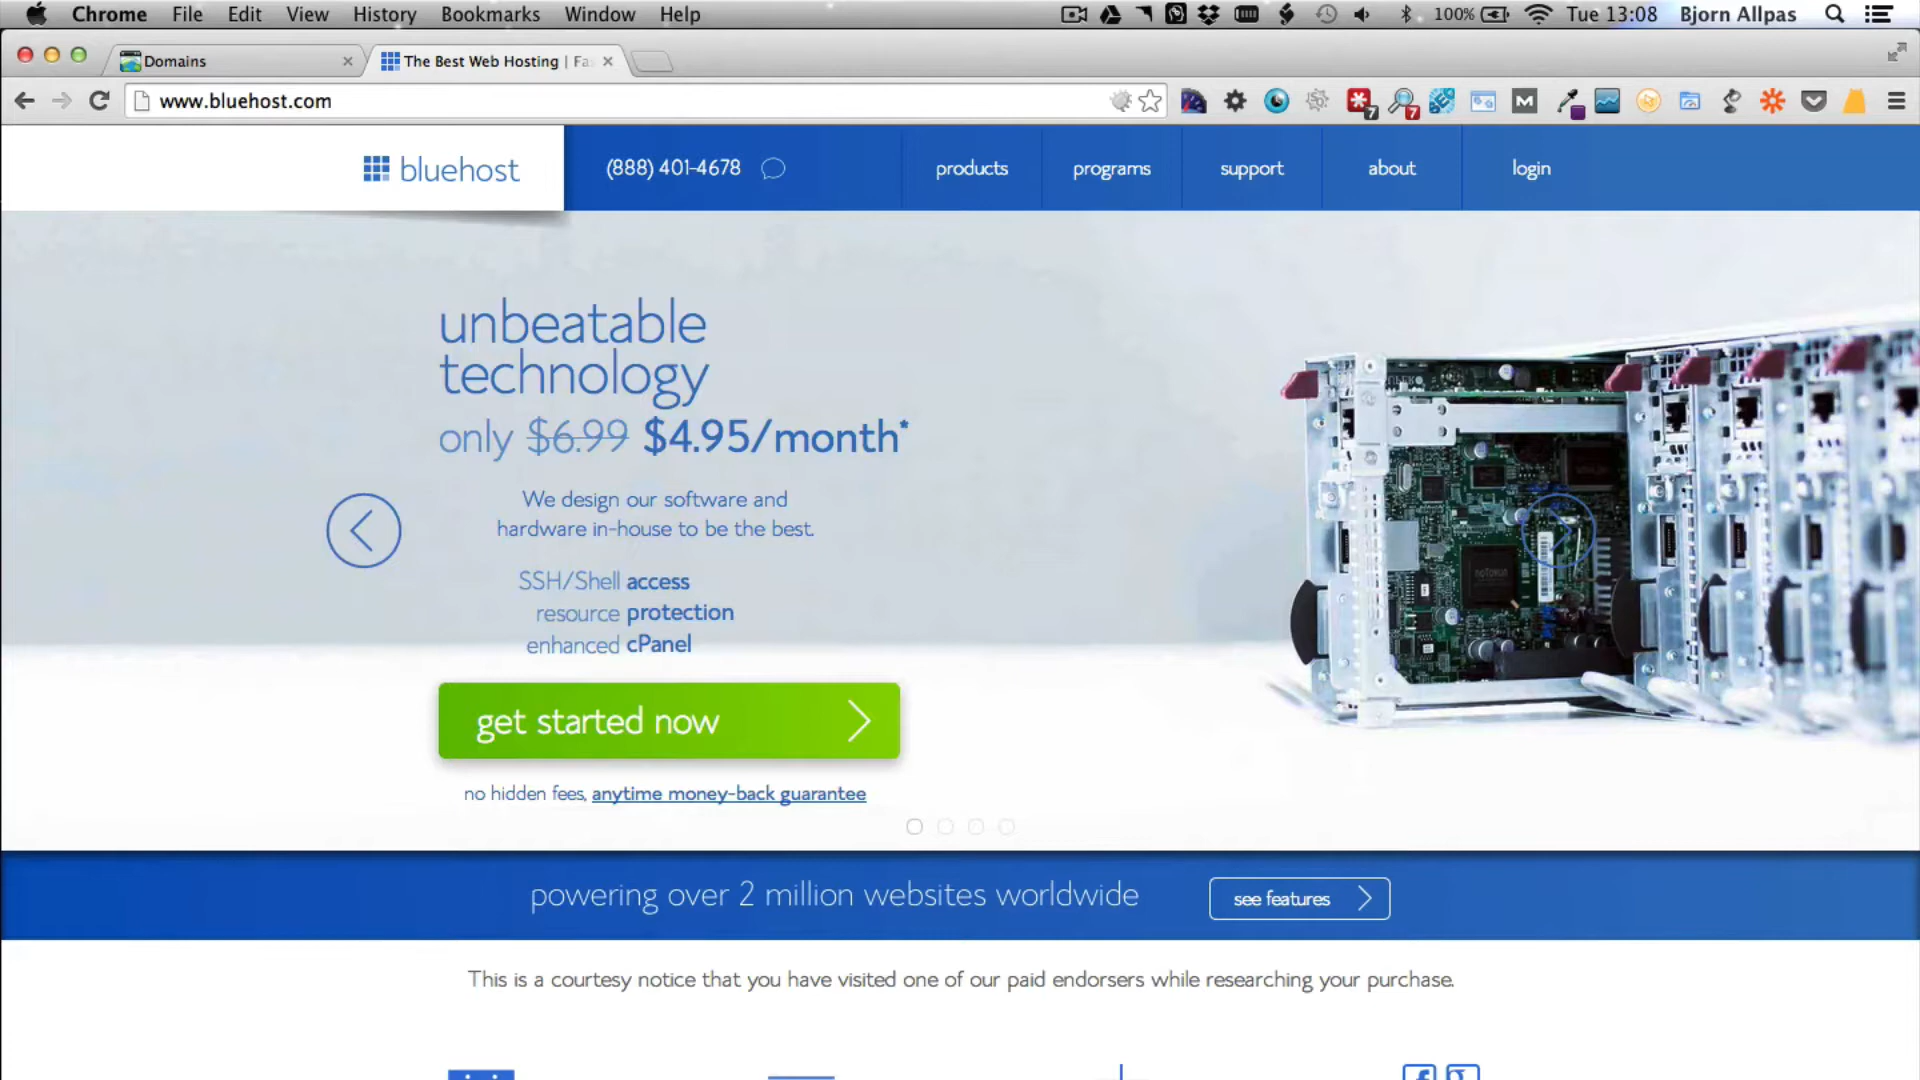 Chrome File Edit View History Bookmarks Window Help 100% Tue 13:08 Bjorn Allpas
Domains The Best Web Hosting | Fa
www.bluehost.com 7 7 M
bluehost (888) 401-4678 products programs support about login
unbeatable
technology
only $6.99 $4.95/month*
We design our software and
hardware in-house to be the best.
SSH/Shell access
resource protection
enhanced cPanel
get started now
no hidden fees, anytime money-back guarantee
powering over 2 million websites worldwide see features
This is a courtesy notice that you have visited one of our paid endorsers while researching your purchase.